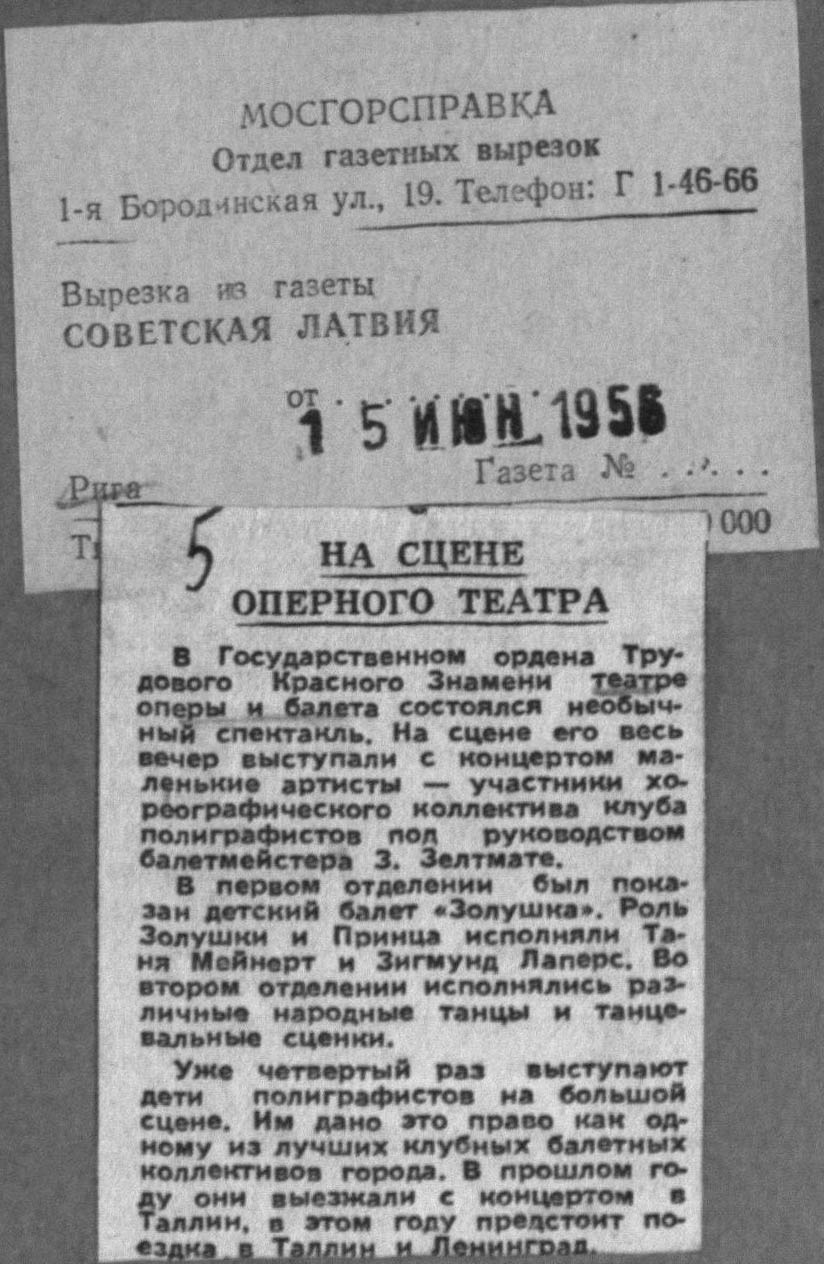 МОСГОРСПРАВКА
Отдел газетных вырезок
1-я Бородинская ул., 19. Телефон: Г 1-46-66
Вырезка из газеты
СОВЕТСКАЯ ЛАТВИЯ
от
15 ИЮН 1956
Рига
Газета № . . . . .
000
5
НА СЦЕНЕ
ОПЕРНОГО ТЕАТРА
В Государственном ордена Тру-
дового Красного Знамени театре
оперы и балета состоялся необыч-
ный спектакль. На сцене его весь
вечер выступали с концертом ма-
ленькие артисты — участники хо-
реографического коллектива клуба
полиграфистов под руководством
балетмейстера З. Зелтмате.
В первом отделении был пока-
зан детский балет «Золушка». Роль
Золушки и Принца исполняли Та-
ня Мейнерт и Зигмунд Лаперс. Во
втором отделении исполнялись раз-
личные народные танцы и танце-
вальные сценки.
Уже четвертый раз выступают
дети полиграфистов на большой
сцене. Им дано это право как од-
ному из лучших клубных балетных
коллективов города. В прошлом го-
ду они выезжали с концертом в
Таллин, в этом году предстоит по-
ездка в Таллин и Ленинград.